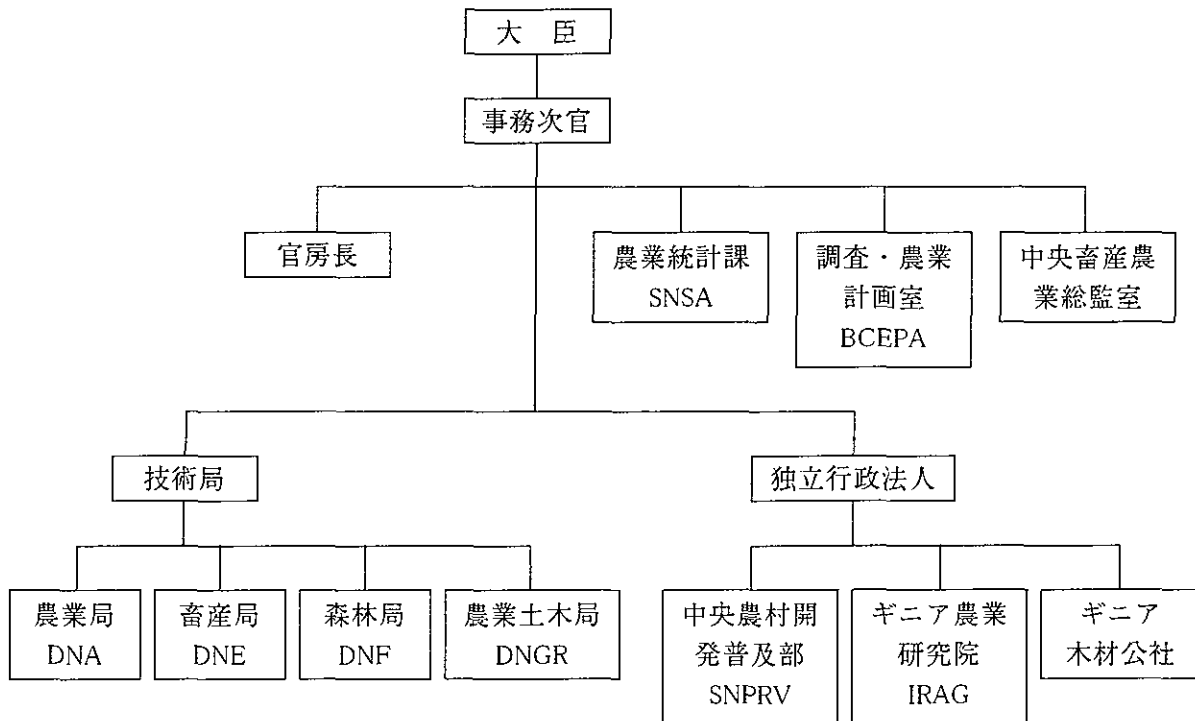 大 臣
事務次官
官房長
農業統計課
SNSA
調査・農業
計画室
BCEPA
中央畜産農
業総監室
技術局
独立行政法人
農業局
DNA
畜産局
DNE
森林局
DNF
農業土木局
DNGR
中央農村開
発普及部
SNPRV
ギニア農業
研究院
IRAG
ギニア
木材公社